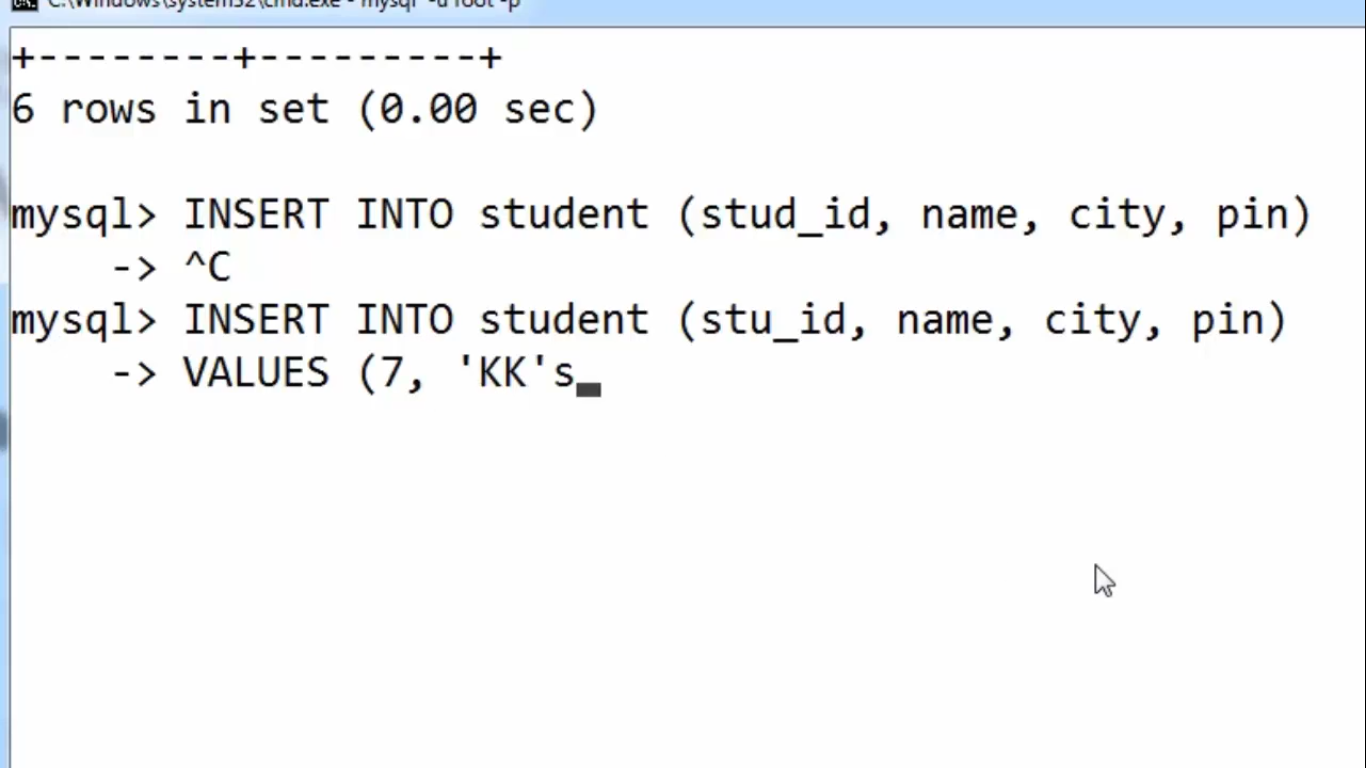 C:\Windows\system32\cmd.exe - mysql -u root -p
+--------+---------+
6 rows in set (0.00 sec)
mysql> INSERT INTO student (stud_id, name, city, pin)
    -> ^C
mysql> INSERT INTO student (stu_id, name, city, pin)
    -> VALUES (7, 'KK's